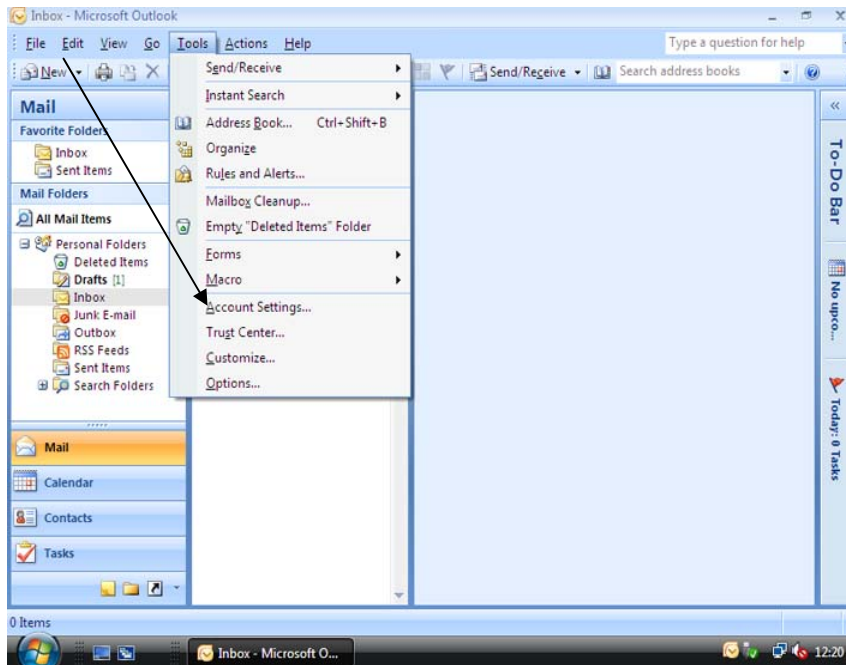 Inbox - Microsoft Outlook
File Edit View Go Tools Actions Help
Type a question for help
New
Send/Receive
Search address books
Mail
Favorite Folders
Inbox
Sent Items
Mail Folders
All Mail Items
Personal Folders
Deleted Items
Drafts [1]
Inbox
Junk E-mail
Outbox
RSS Feeds
Sent Items
Search Folders
Mail
Calendar
Contacts
Tasks
Send/Receive
Instant Search
Address Book... Ctrl+Shift+B
Organize
Rules and Alerts...
Mailbox Cleanup...
Empty "Deleted Items" Folder
Forms
Macro
Account Settings...
Trust Center...
Customize...
Options...
To-Do Bar
No upco...
Today: 0 Tasks
0 Items
Inbox - Microsoft O...
12:20